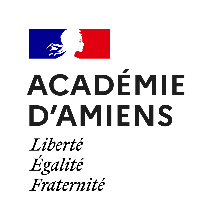 ACADÉMIE
D'AMIENS
Liberté
Égalité
Fraternité